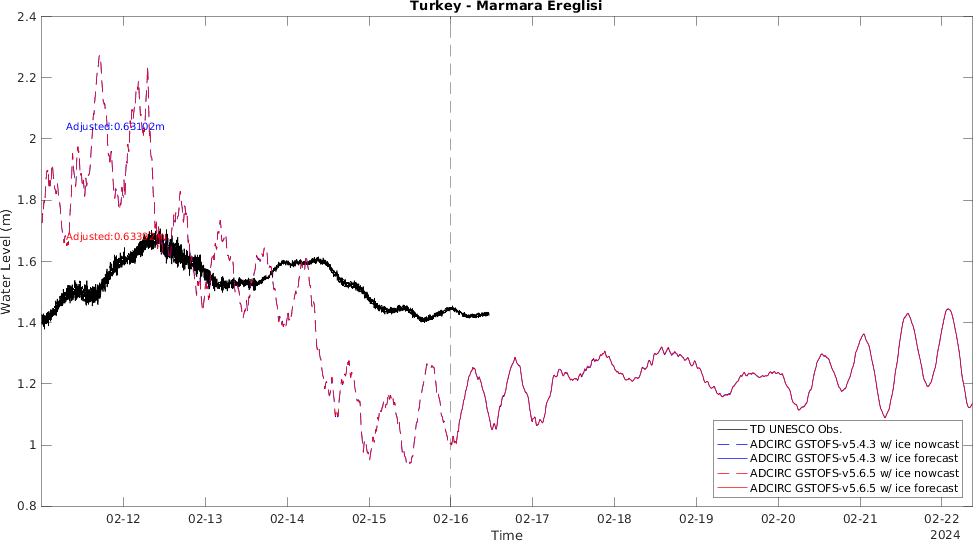 Turkey - Marmara Ereglisi
2.4
2.2
2
1.8
1.6
1.4
1.2
1
0.8
Water Level (m)
Adjusted:0.63102m
TD UNESCO Obs.
ADCIRC GSTOFS-v5.4.3 w/ ice nowcast
ADCIRC GSTOFS-v5.4.3 w/ ice forecast
ADCIRC GSTOFS-v5.6.5 w/ ice nowcast
ADCIRC GSTOFS-v5.6.5 w/ ice forecast
02-12 02-13 02-14 02-15 02-16 02-17 02-18 02-19 02-20 02-21 02-22
Time
2024